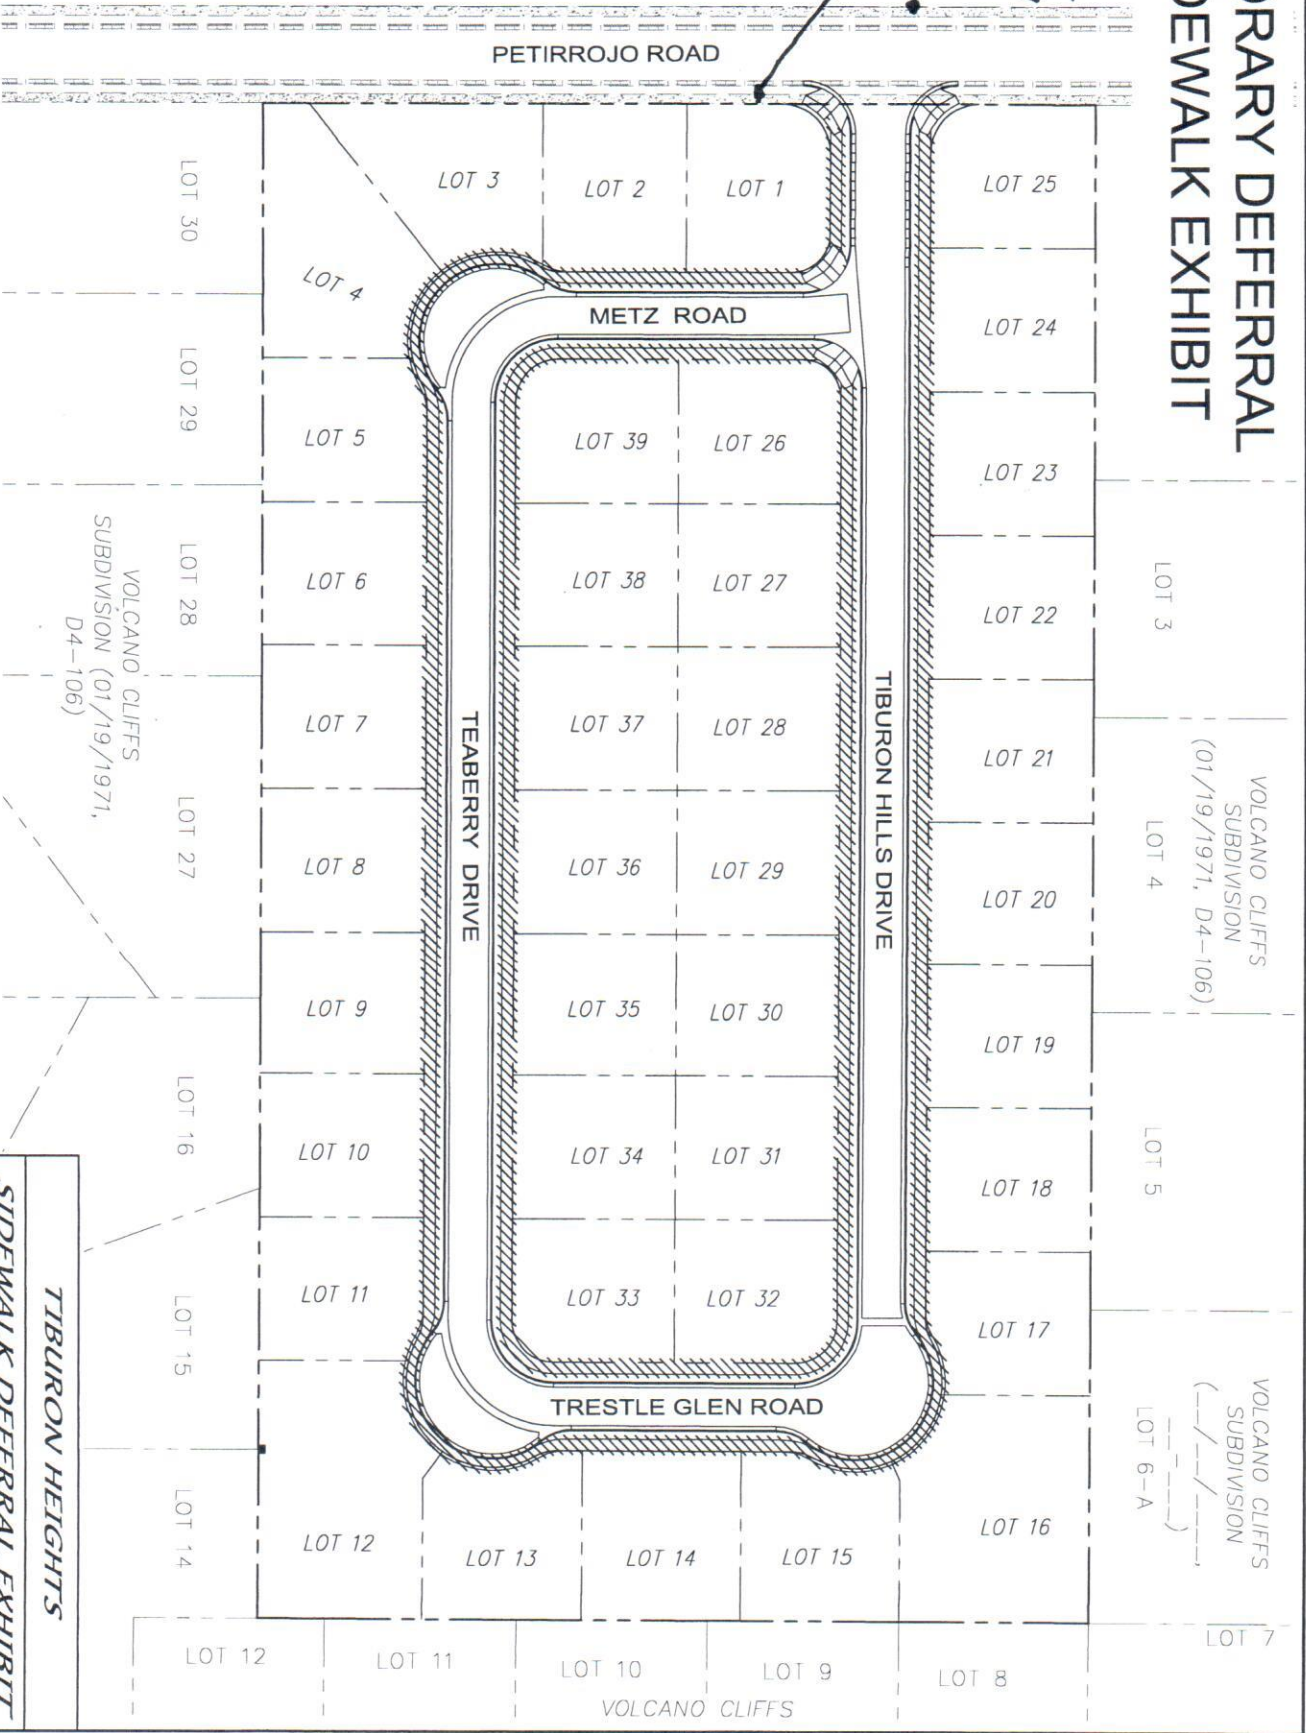 PETIRROJO ROAD
ORARY DEFERRAL
DEWALK EXHIBIT
LOT 30
LOT 29
LOT 28
LOT 27
LOT 16
LOT 15
LOT 14
VOLCANO CLIFFS
SUBDIVISION (01/19/1971,
D4-106)
LOT 3
LOT 2
LOT 1
LOT 25
LOT 4
LOT 24
METZ ROAD
LOT 5
LOT 39
LOT 26
LOT 23
LOT 6
LOT 38
LOT 27
LOT 22
LOT 7
LOT 37
LOT 28
LOT 21
TEABERRY DRIVE
TIBURON HILLS DRIVE
LOT 8
LOT 36
LOT 29
LOT 20
LOT 9
LOT 35
LOT 30
LOT 19
LOT 10
LOT 34
LOT 31
LOT 18
LOT 11
LOT 33
LOT 32
LOT 17
TRESTLE GLEN ROAD
LOT 12
LOT 13
LOT 14
LOT 15
LOT 16
LOT 3
VOLCANO CLIFFS
SUBDIVISION
(01/19/1971, D4-106)
LOT 4
LOT 5
VOLCANO CLIFFS
SUBDIVISION
(__/__/____,
__-___)
LOT 6-A
LOT 7
LOT 12
LOT 11
LOT 10
LOT 9
LOT 8
VOLCANO CLIFFS
TIBURON HEIGHTS
SIDEWALK DEFERRAL EXHIBIT